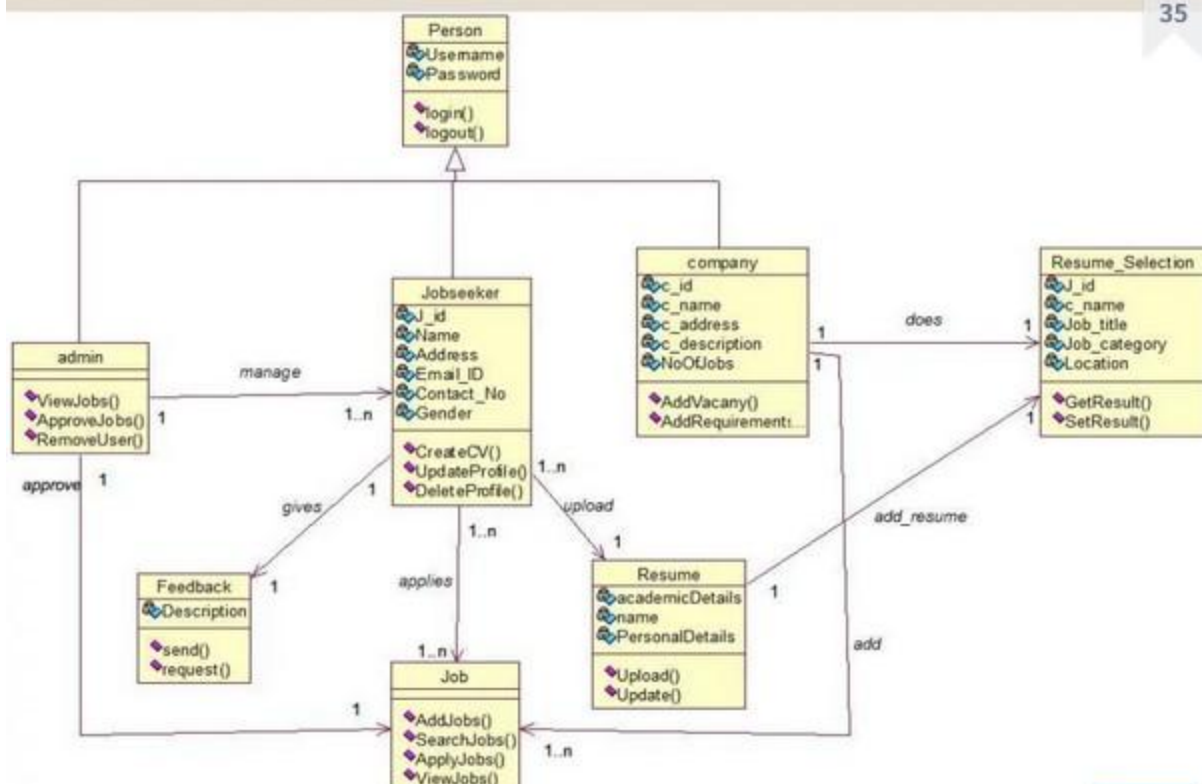 35
Person
Username
Password
login()
logout()
Jobseeker
J_id
Name
Address
Email_ID
Contact_No
Gender
CreateCV()
UpdateProfile()
DeleteProfile()
company
c_id
c_name
c_address
c_description
NoOfJobs
AddVacany()
AddRequirement...
Resume_Selection
J_id
c_name
Job_title
Job_category
Location
GetResult()
SetResult()
does
1
1
1
admin
ViewJobs()
ApproveJobs()
RemoveUser()
manage
1
1..n
approve
1
gives
1
1
1..n
upload
1
1..n
applies
1..n
add_resume
1
1
Feedback
Description
send()
request()
Resume
academicDetails
name
PersonalDetails
Upload()
Update()
add
1
1..n
Job
AddJobs()
SearchJobs()
ApplyJobs()
ViewJobs()